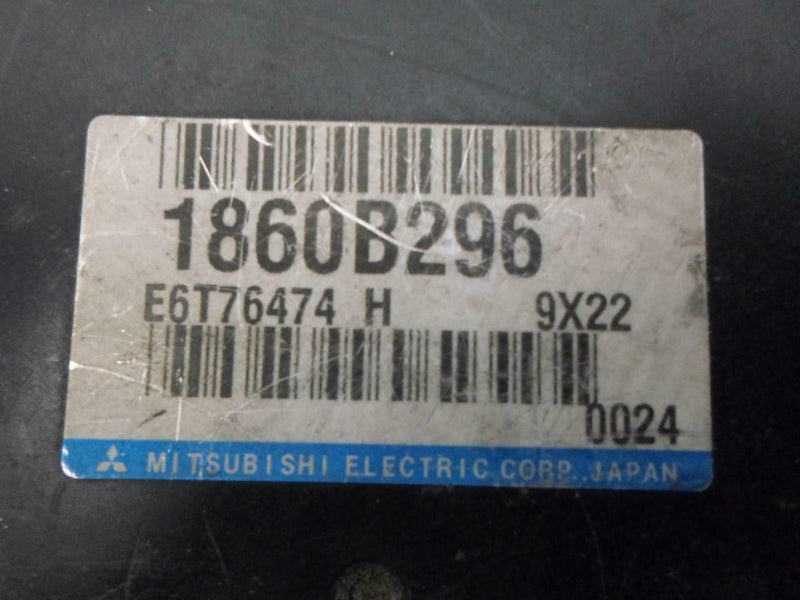 1860B296
E6T76474 H 9X22
0024
MITSUBISHI ELECTRIC CORP., JAPAN